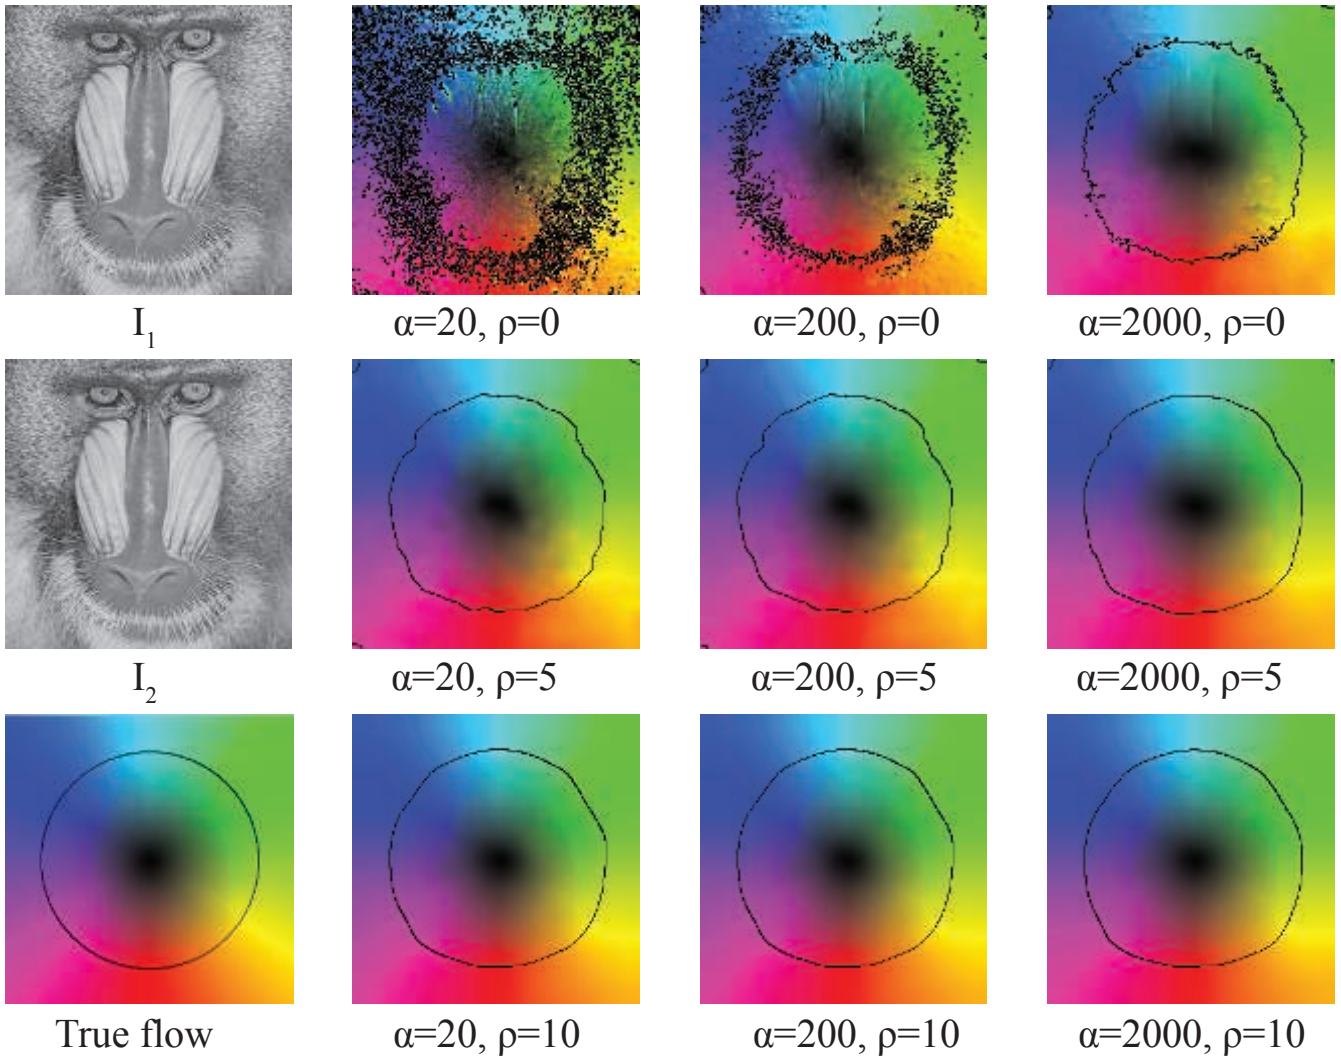 I₁ α=20, ρ=0 α=200, ρ=0 α=2000, ρ=0
I₂ α=20, ρ=5 α=200, ρ=5 α=2000, ρ=5
True flow α=20, ρ=10 α=200, ρ=10 α=2000, ρ=10